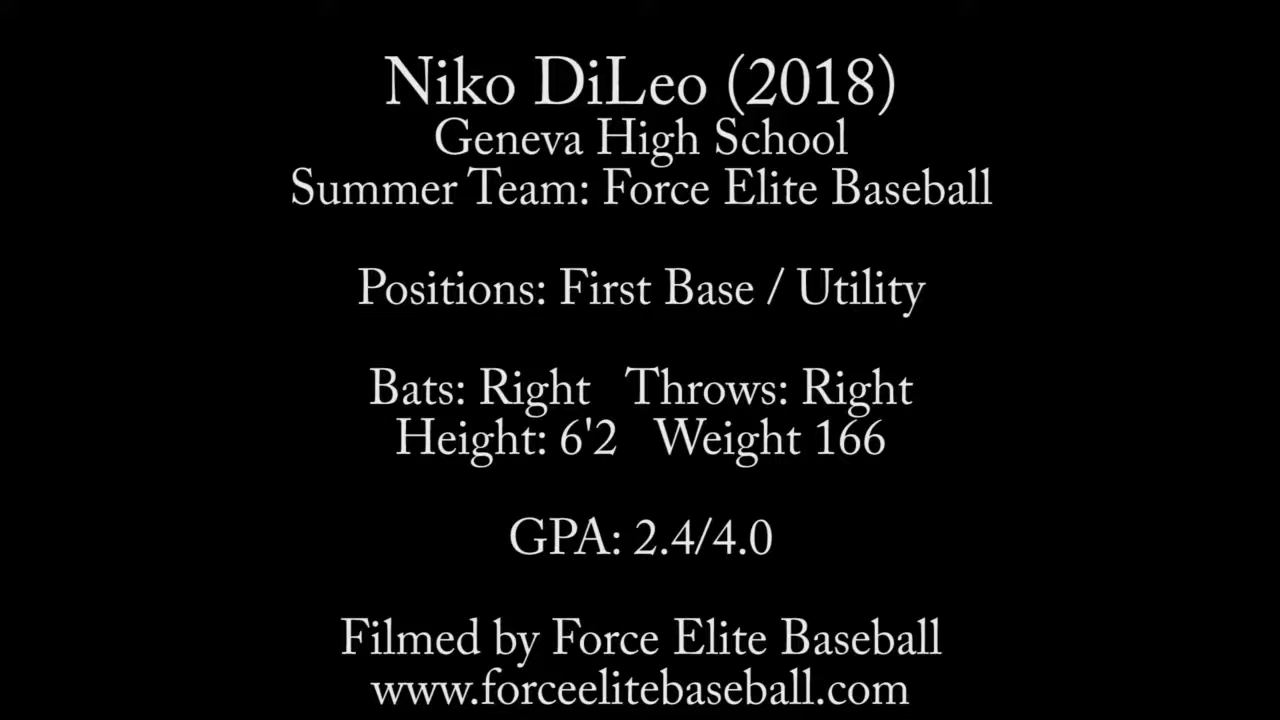 Niko DiLeo (2018)
Geneva High School
Summer Team: Force Elite Baseball
Positions: First Base / Utility
Bats: Right Throws: Right
Height: 6'2 Weight 166
GPA: 2.4/4.0
Filmed by Force Elite Baseball
www.forceelitebaseball.com